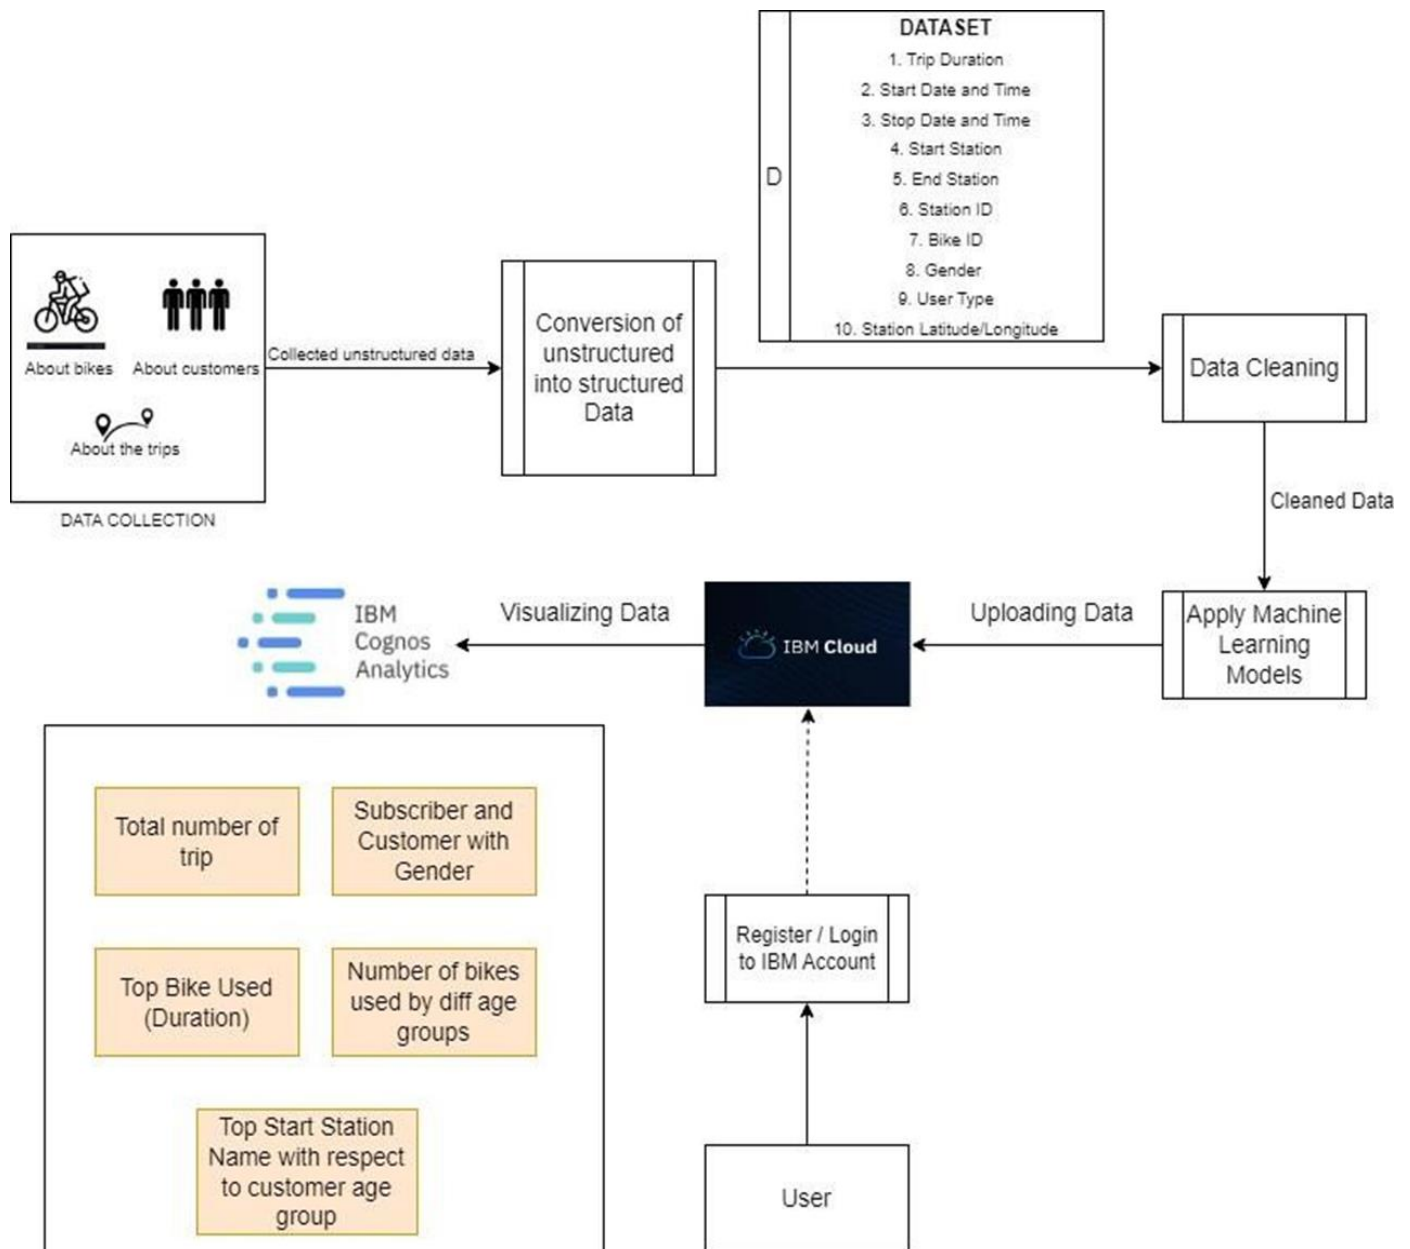 DATASET
1. Trip Duration
2. Start Date and Time
3. Stop Date and Time
4. Start Station
D
5. End Station
6. Station ID
7. Bike ID
8. Gender
9. User Type
10. Station Latitude/Longitude
About bikes
About customers
About the trips
DATA COLLECTION
Collected unstructured data
Conversion of
unstructured
into structured
Data
Data Cleaning
Cleaned Data
Apply Machine
Learning
Models
Uploading Data
IBM Cloud
Visualizing Data
IBM
Cognos
Analytics
Total number of
trip
Subscriber and
Customer with
Gender
Top Bike Used
(Duration)
Number of bikes
used by diff age
groups
Top Start Station
Name with respect
to customer age
group
Register / Login
to IBM Account
User